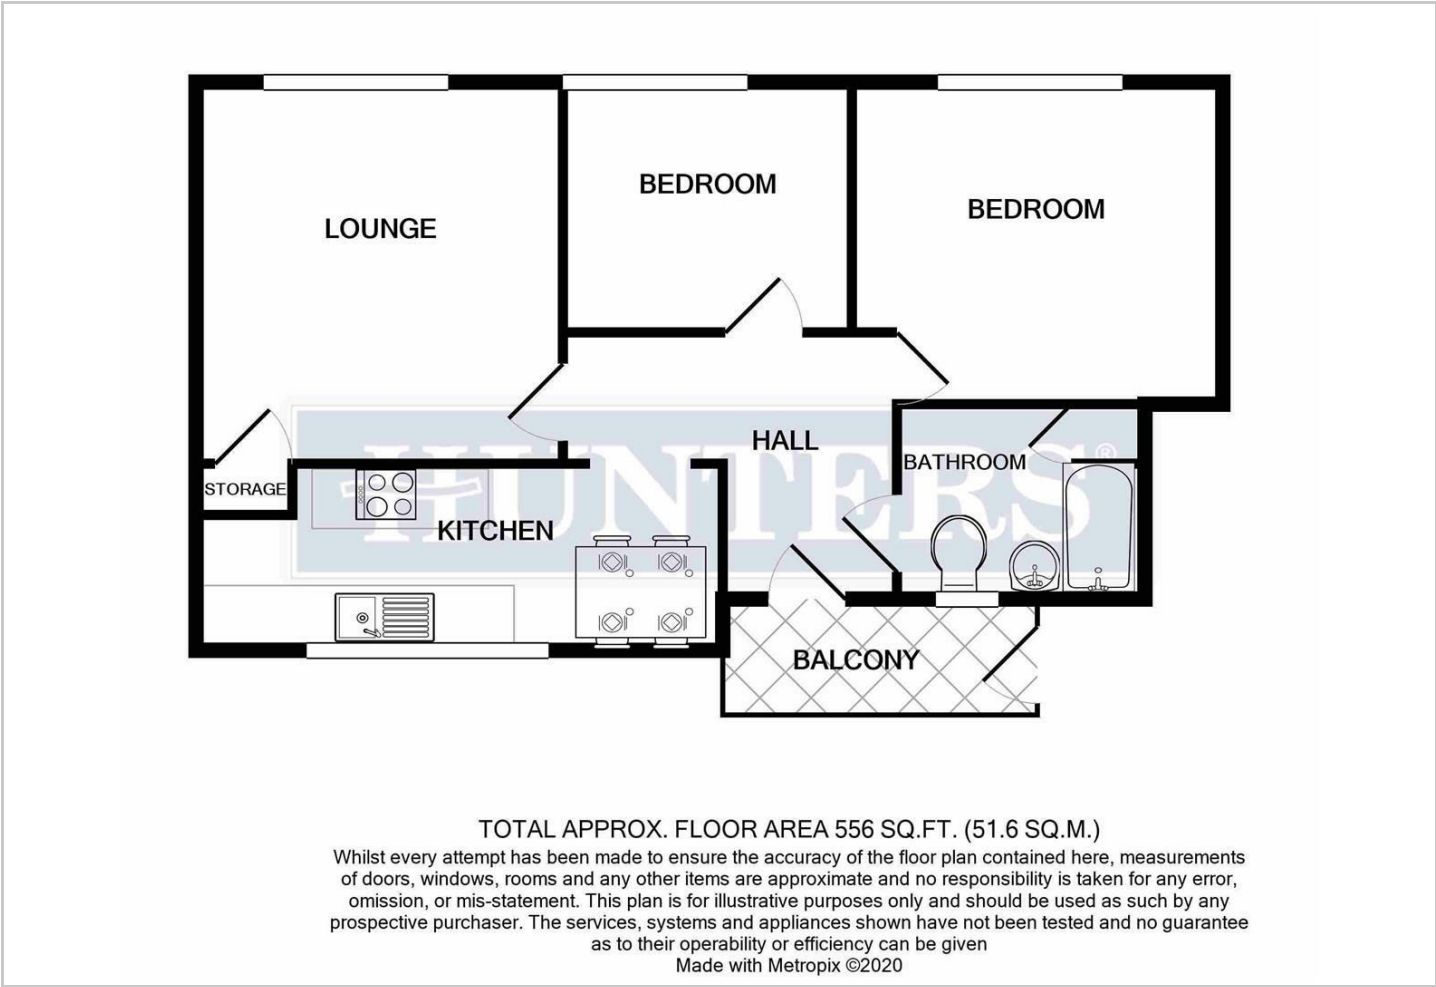 BEDROOM
BEDROOM
LOUNGE
HALL
BATHROOM
HUNTERS®
STORAGE
KITCHEN
BALCONY
TOTAL APPROX. FLOOR AREA 556 SQ.FT. (51.6 SQ.M.)
Whilst every attempt has been made to ensure the accuracy of the floor plan contained here, measurements
of doors, windows, rooms and any other items are approximate and no responsibility is taken for any error,
omission, or mis-statement. This plan is for illustrative purposes only and should be used as such by any
prospective purchaser. The services, systems and appliances shown have not been tested and no guarantee
as to their operability or efficiency can be given
Made with Metropix ©2020